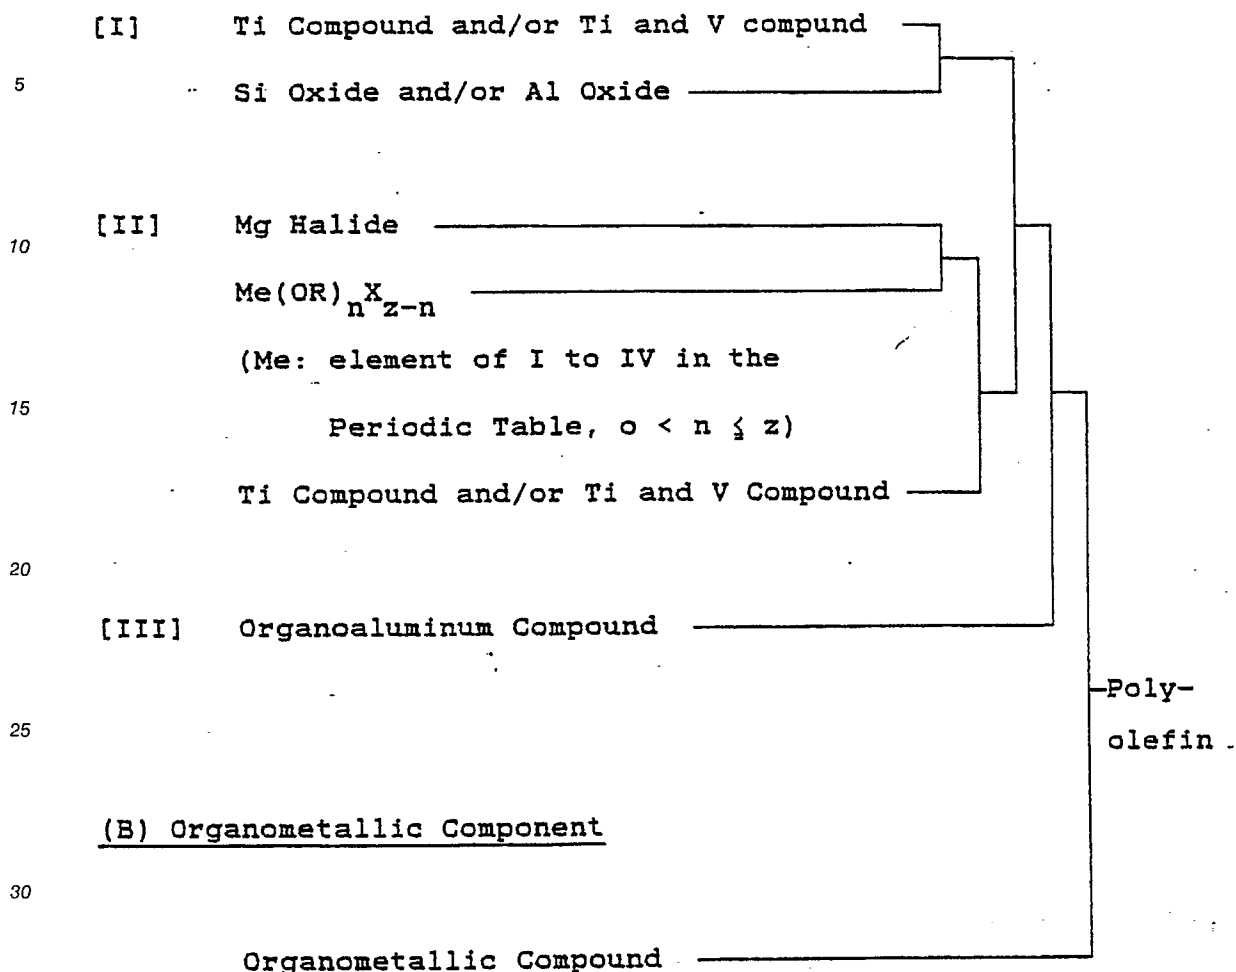 [I] Ti Compound and/or Ti and V compund
5 Si Oxide and/or Al Oxide
[II] Mg Halide
10
Me(OR)nXz-n
(Me: element of I to IV in the
15
Periodic Table, o < n ≦ z)
Ti Compound and/or Ti and V Compound
20
[III] Organoaluminum Compound
-Poly-
25
olefin
(B) Organometallic Component
30
Organometallic Compound